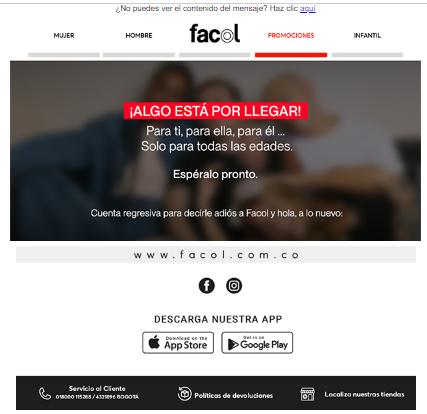 ¿No puedes ver el contenido del mensaje? Haz clic aquí
MUJER HOMBRE facol PROMOCIONES INFANTIL
¡ALGO ESTÁ POR LLEGAR!
Para ti, para ella, para él ...
Solo para todas las edades.
Espéralo pronto.
Cuenta regresiva para decirle adiós a Facol y hola, a lo nuevo:
www.facol.com.co
DESCARGA NUESTRA APP
Download on the
App Store
Get it on
Google Play
Servicio al Cliente
018000 115288 / 4321896 BOGOTÁ
Políticas de devoluciones
Localiza nuestras tiendas